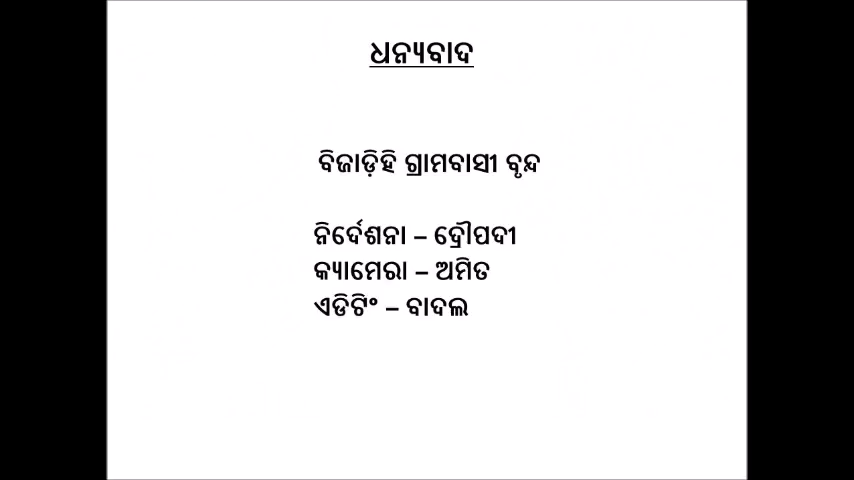 ଧନ୍ୟବାଦ
ବିଜାଡ଼ିହି ଗ୍ରାମବାସୀ ବୃନ୍ଦ
ନିର୍ଦେଶନା – ଦ୍ରୌପଦୀ
କ୍ୟାମେରା – ଅମିତ
ଏଡିଟିଂ – ବାଦଲ